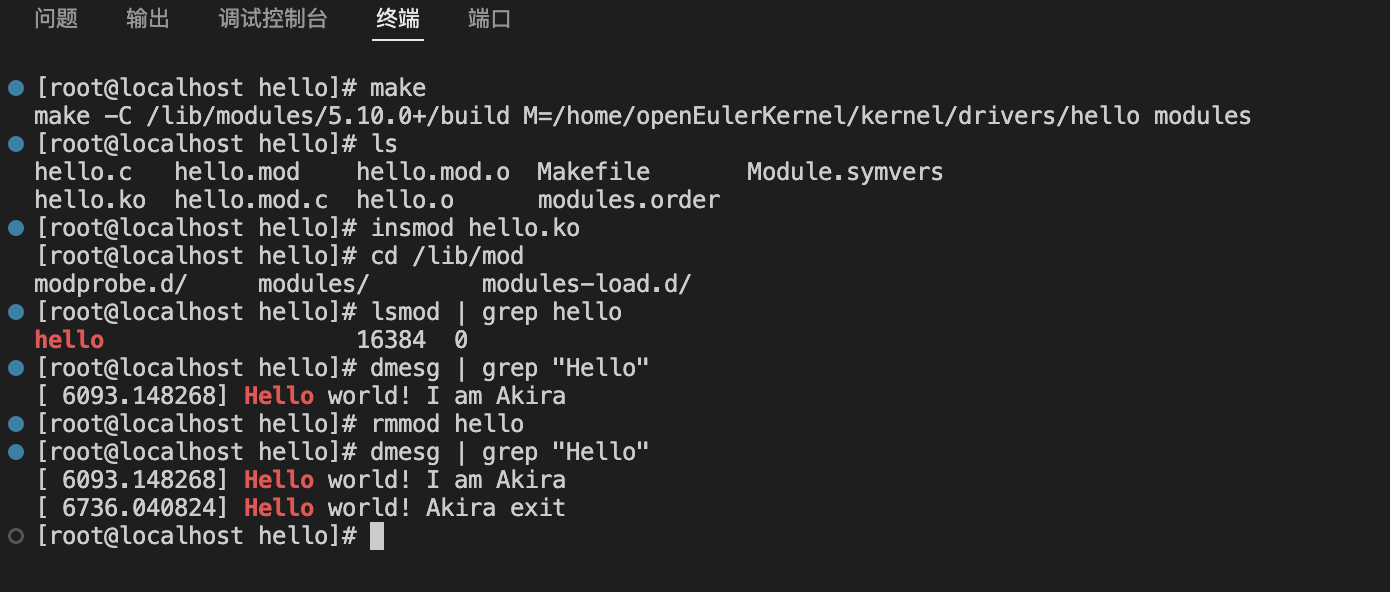 问题 输出 调试控制台 终端 端口
[root@localhost hello]# make
make -C /lib/modules/5.10.0+/build M=/home/openEulerKernel/kernel/drivers/hello modules
[root@localhost hello]# ls
hello.c   hello.mod    hello.mod.o  Makefile       Module.symvers
hello.ko  hello.mod.c  hello.o      modules.order
[root@localhost hello]# insmod hello.ko
[root@localhost hello]# cd /lib/mod
modprobe.d/     modules/        modules-load.d/
[root@localhost hello]# lsmod | grep hello
hello                  16384  0
[root@localhost hello]# dmesg | grep "Hello"
[ 6093.148268] Hello world! I am Akira
[root@localhost hello]# rmmod hello
[root@localhost hello]# dmesg | grep "Hello"
[ 6093.148268] Hello world! I am Akira
[ 6736.040824] Hello world! Akira exit
[root@localhost hello]#